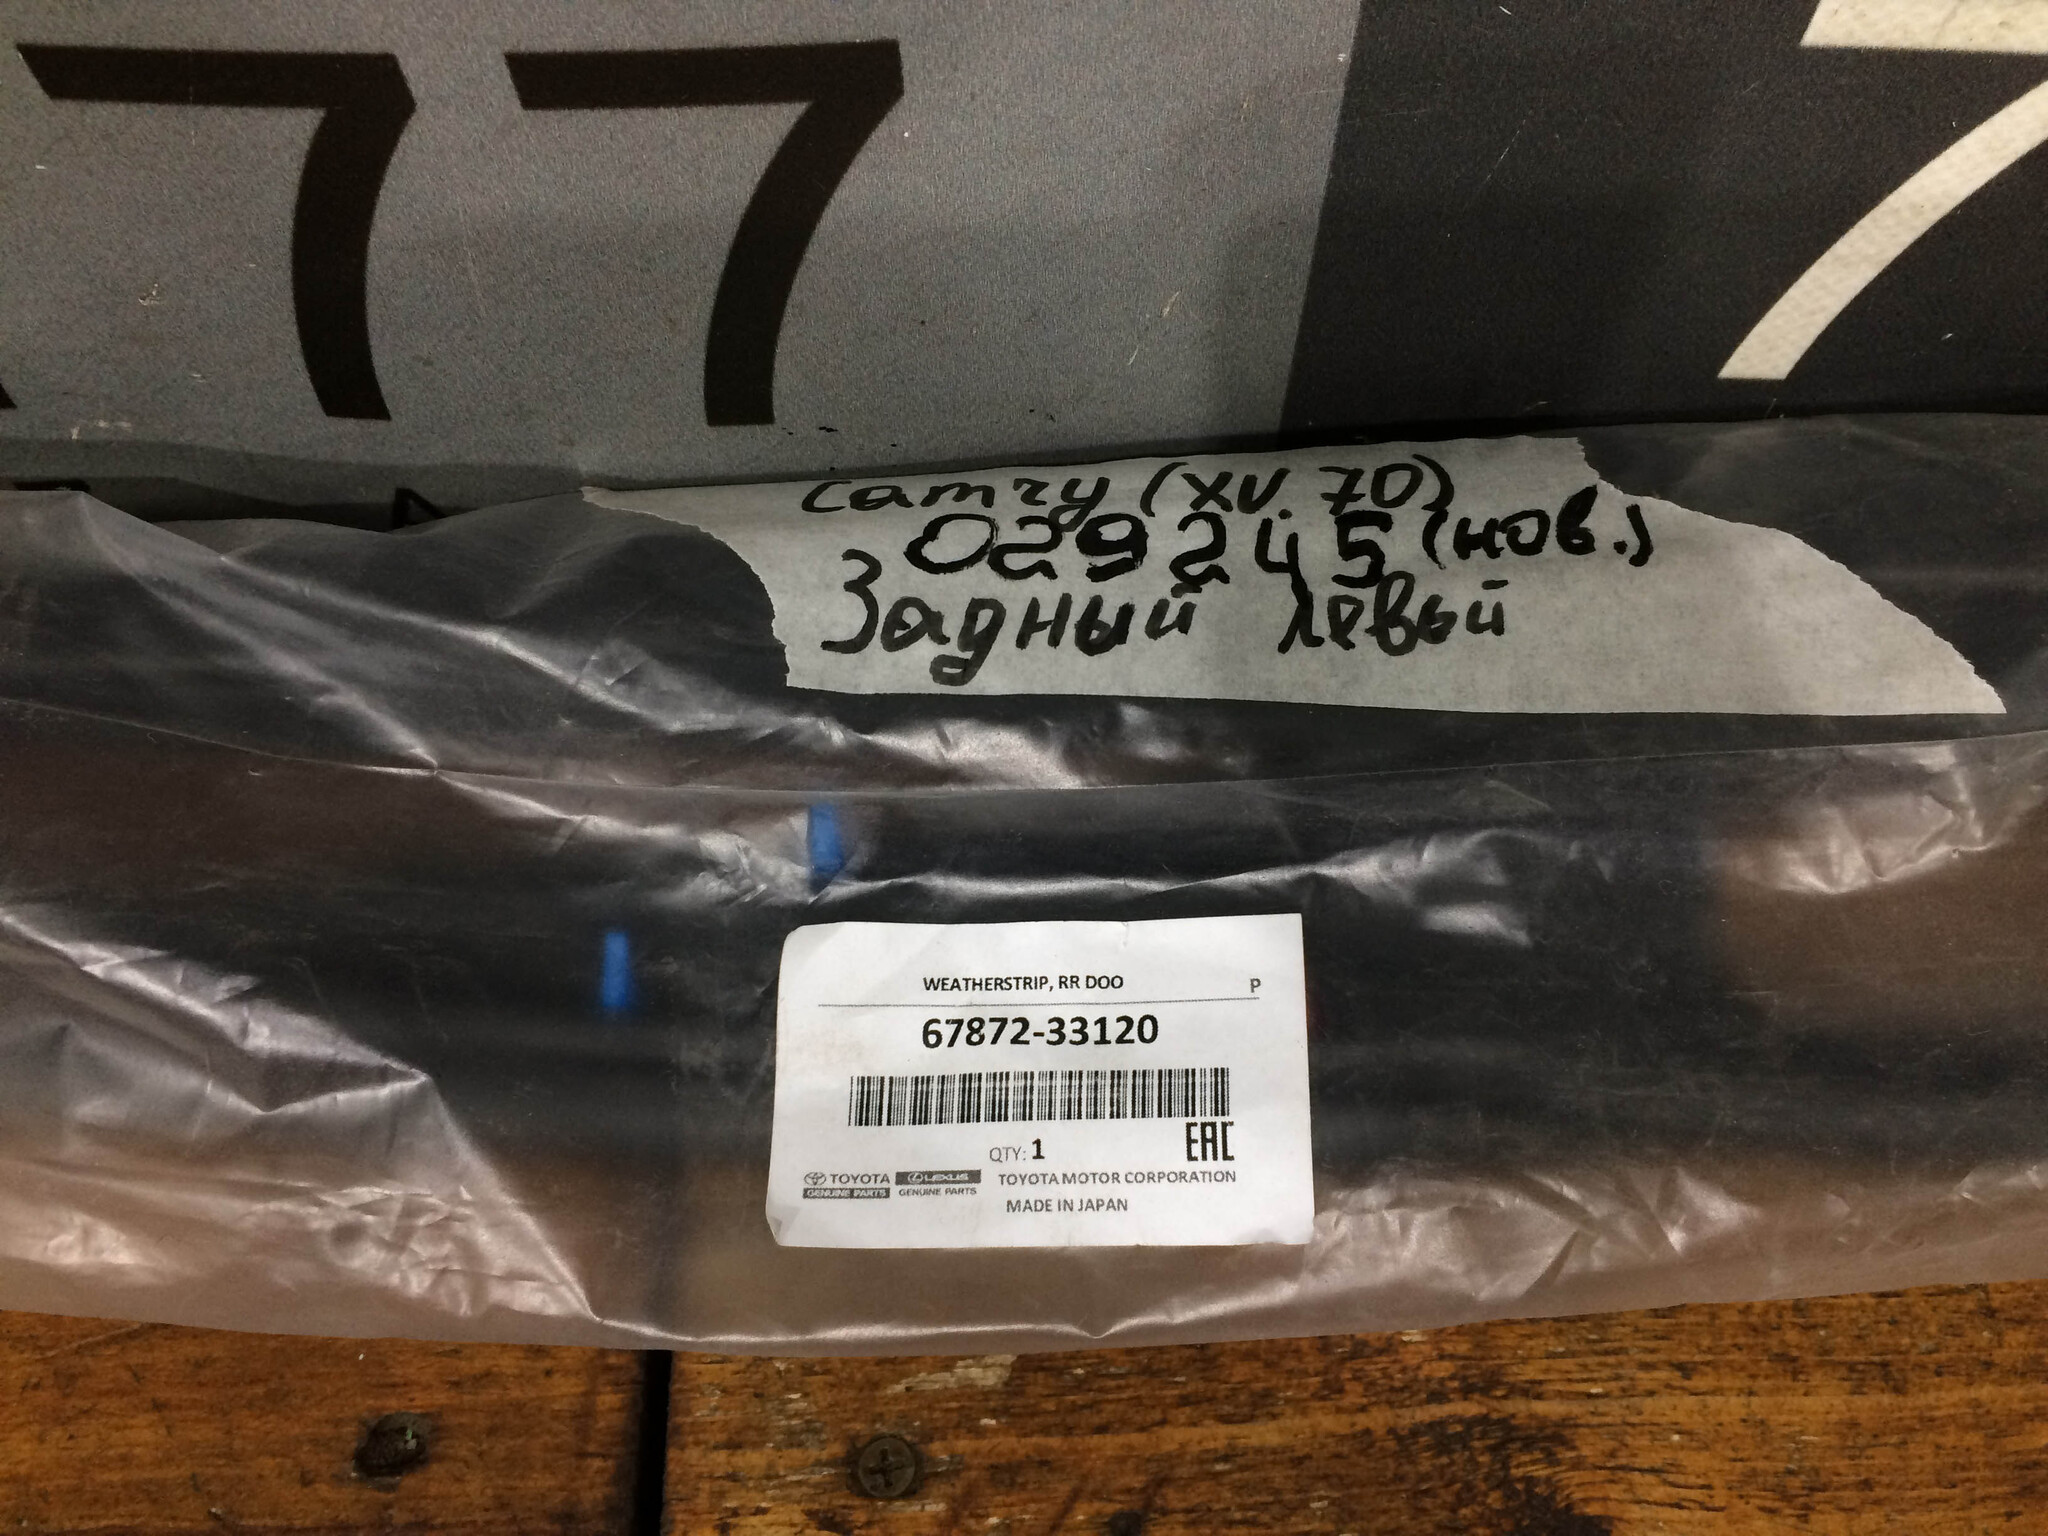 77
7
Camry (XV.70)
029245 (нов.)
Задный левый
WEATHERSTRIP, RR DOO P
67872-33120
QTY: 1
EAC
TOYOTA LEXUS TOYOTA MOTOR CORPORATION
GENUINE PARTS GENUINE PARTS
MADE IN JAPAN